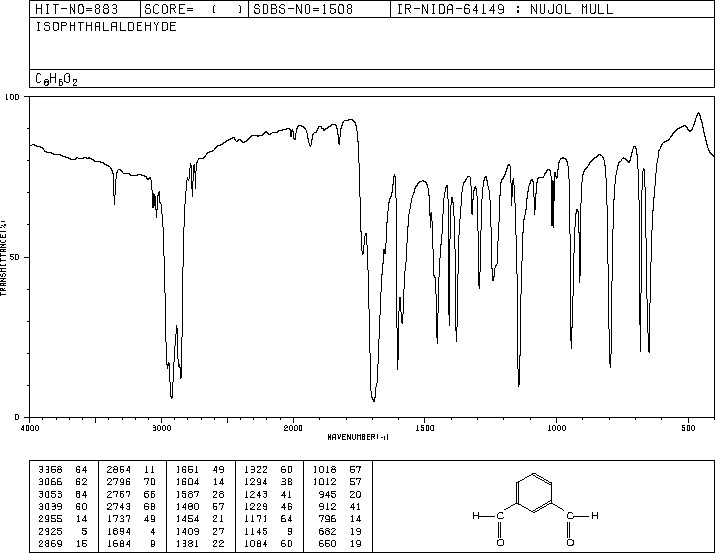 HIT-NO=883 SCORE= ( ) SDBS-NO=1508 IR-NIDA-64149 : NUJOL MULL
ISOPHTHALALDEHYDE
C8H6O2
100
50
0
TRANSMITTANCE(%)
4000 3000 2000 1500 1000 500
WAVENUMBER(-1)
3358 64 2854 11 1651 49 1322 60 1018 57
3066 62 2796 70 1604 14 1294 38 1012 57
3053 64 2767 66 1587 28 1243 41 945 20
3039 60 2743 68 1480 57 1229 46 912 41
2955 14 1737 49 1454 21 1171 64 796 14
2925 5 1694 4 1409 27 1145 9 682 19
2869 15 1684 9 1381 22 1084 60 650 19
H C C H
O O